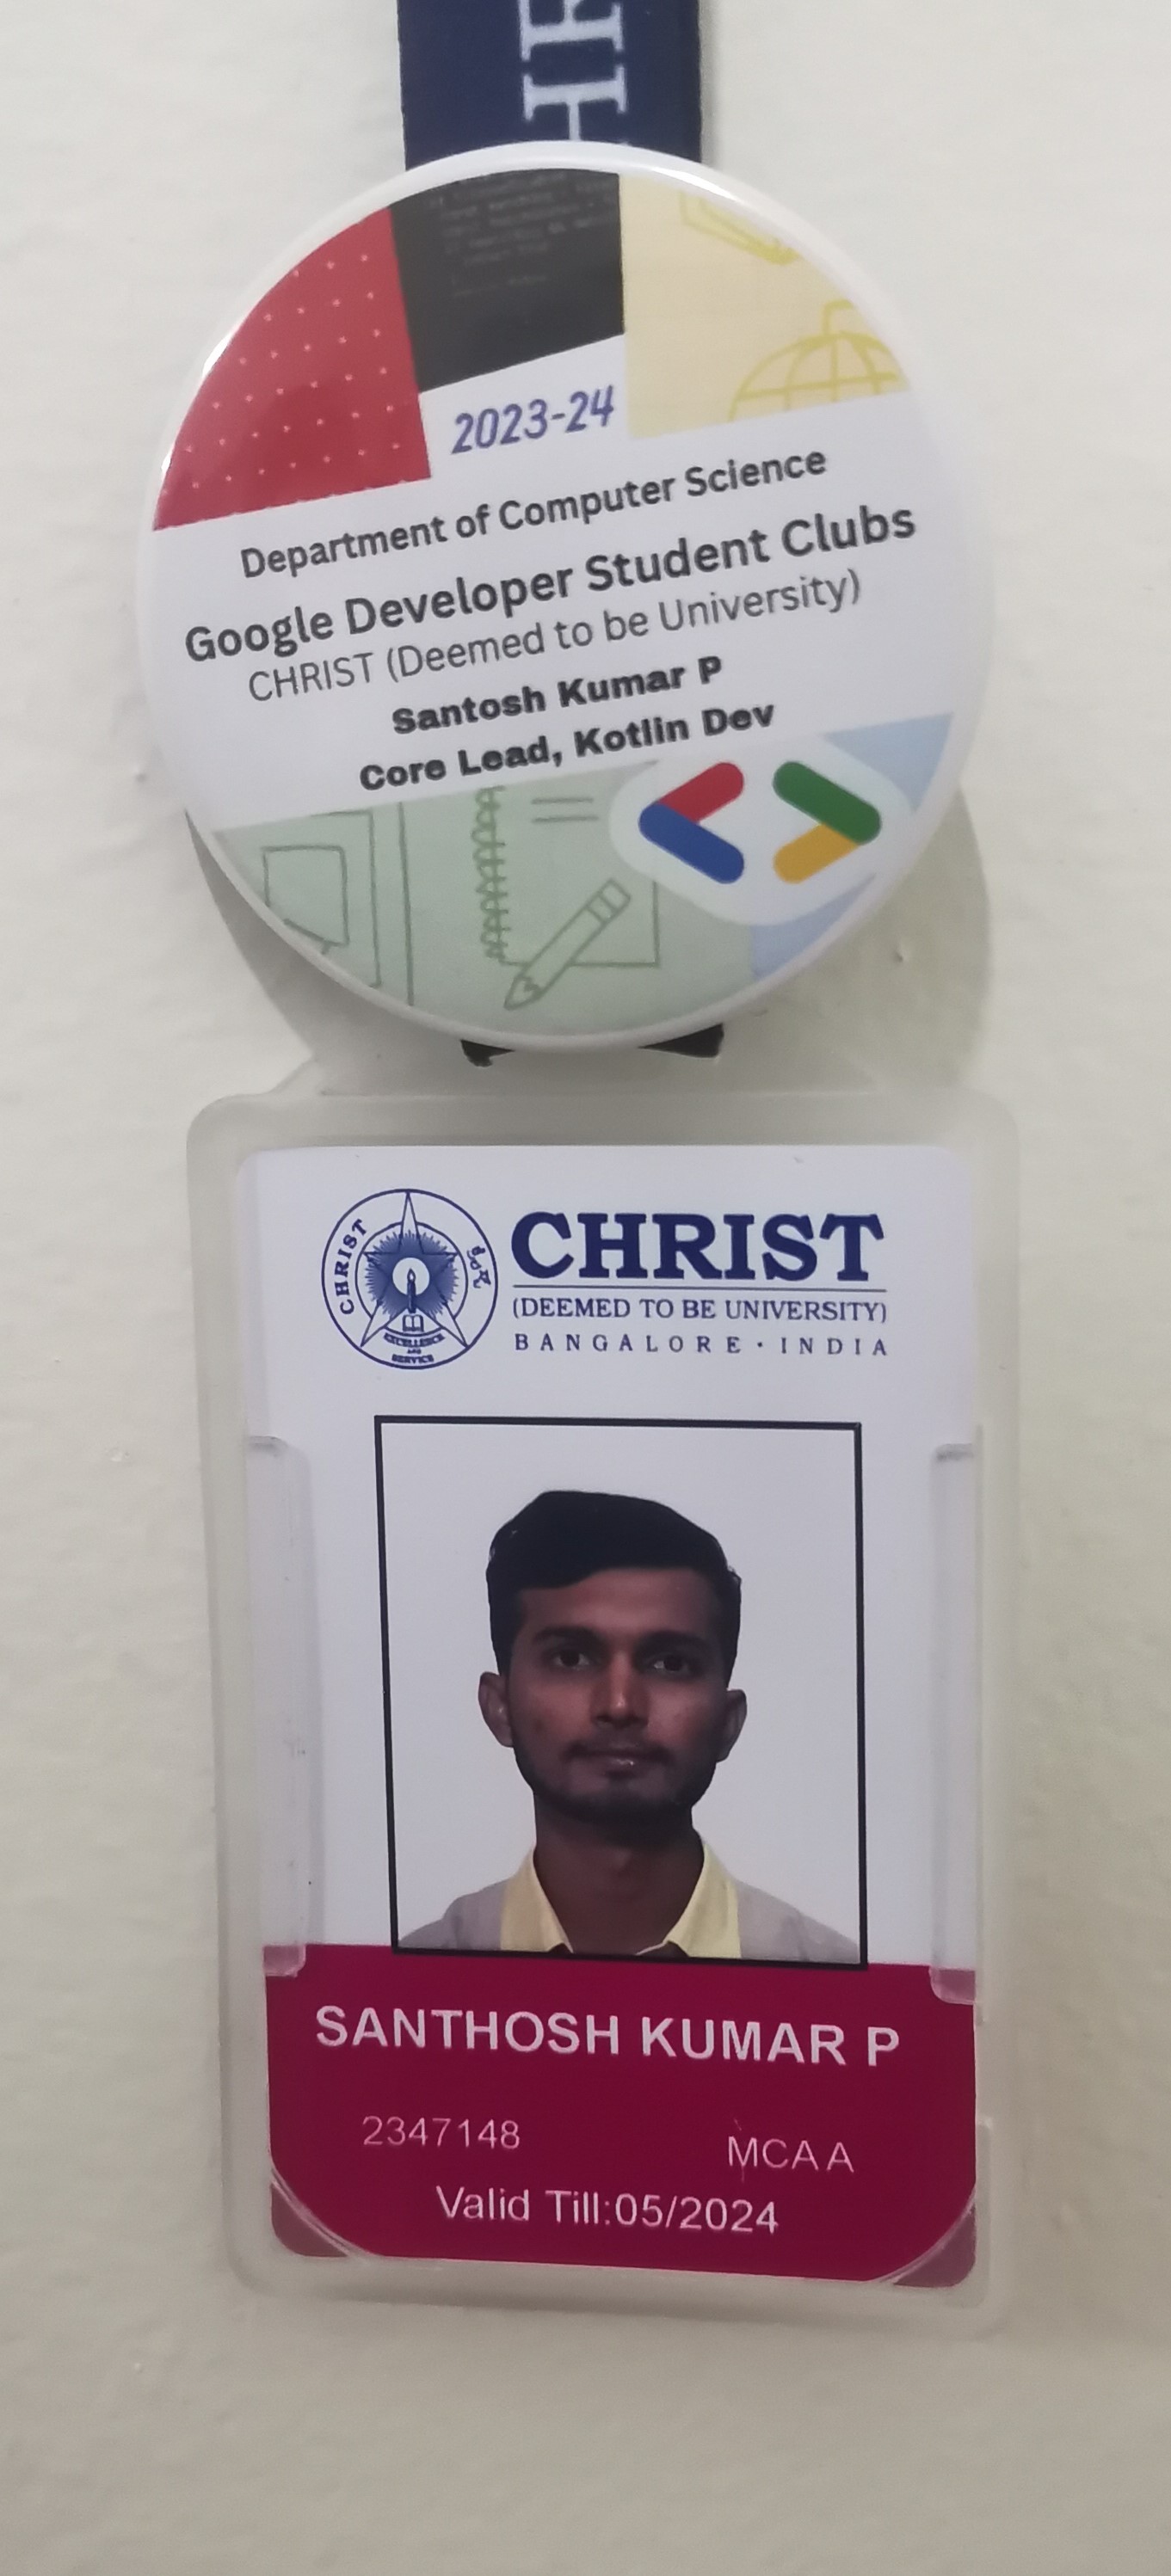 HE
2023-24
Department of Computer Science
Google Developer Student Clubs
CHRIST (Deemed to be University)
Santosh Kumar P
Core Lead, Kotlin Dev
CHRIST
EXCELLENCE
AND
SERVICE
CHRIST
(DEEMED TO BE UNIVERSITY)
BANGALORE · INDIA
SANTHOSH KUMAR P
2347148 MCA A
Valid Till:05/2024